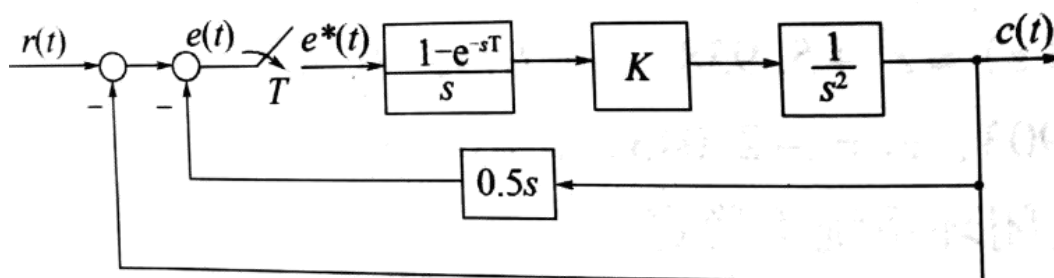 r(t)
e(t)
T
e*(t)
1-e^{-sT}
s
K
1
s²
c(t)
−
−
0.5s